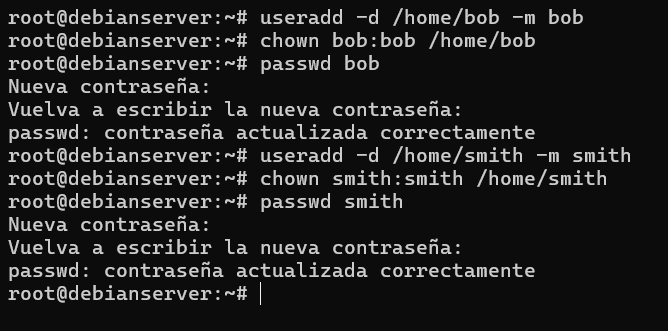 root@debianserver:~# useradd -d /home/bob -m bob
root@debianserver:~# chown bob:bob /home/bob
root@debianserver:~# passwd bob
Nueva contraseña:
Vuelva a escribir la nueva contraseña:
passwd: contraseña actualizada correctamente
root@debianserver:~# useradd -d /home/smith -m smith
root@debianserver:~# chown smith:smith /home/smith
root@debianserver:~# passwd smith
Nueva contraseña:
Vuelva a escribir la nueva contraseña:
passwd: contraseña actualizada correctamente
root@debianserver:~#